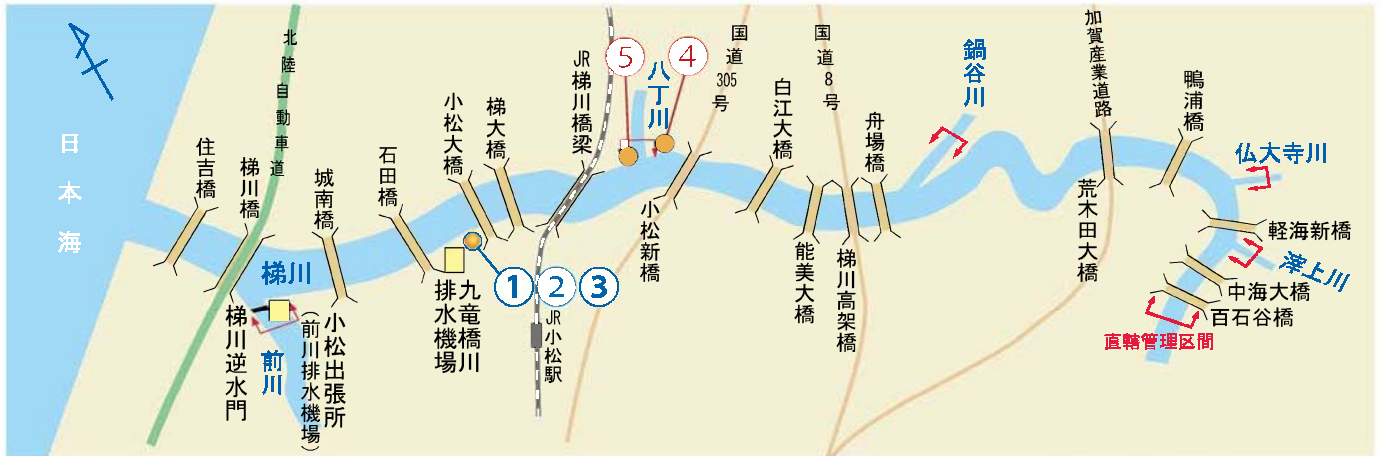 日本海
住吉橋
梯川橋
北陸自動車道
城南橋
石田橋
小松大橋
梯大橋
JR梯川橋梁
⑤
八丁川
④
国道305号
白江大橋
国道8号
舟場橋
鍋谷川
加賀産業道路
鴨浦橋
仏大寺川
軽海新橋
滓上川
中海大橋
百石谷橋
直轄管理区間
荒木田大橋
梯川高架橋
能美大橋
小松新橋
①
②
③
JR小松駅
九竜橋川
排水機場
梯川
小松出張所
(前川排水機場)
前川
梯川逆水門